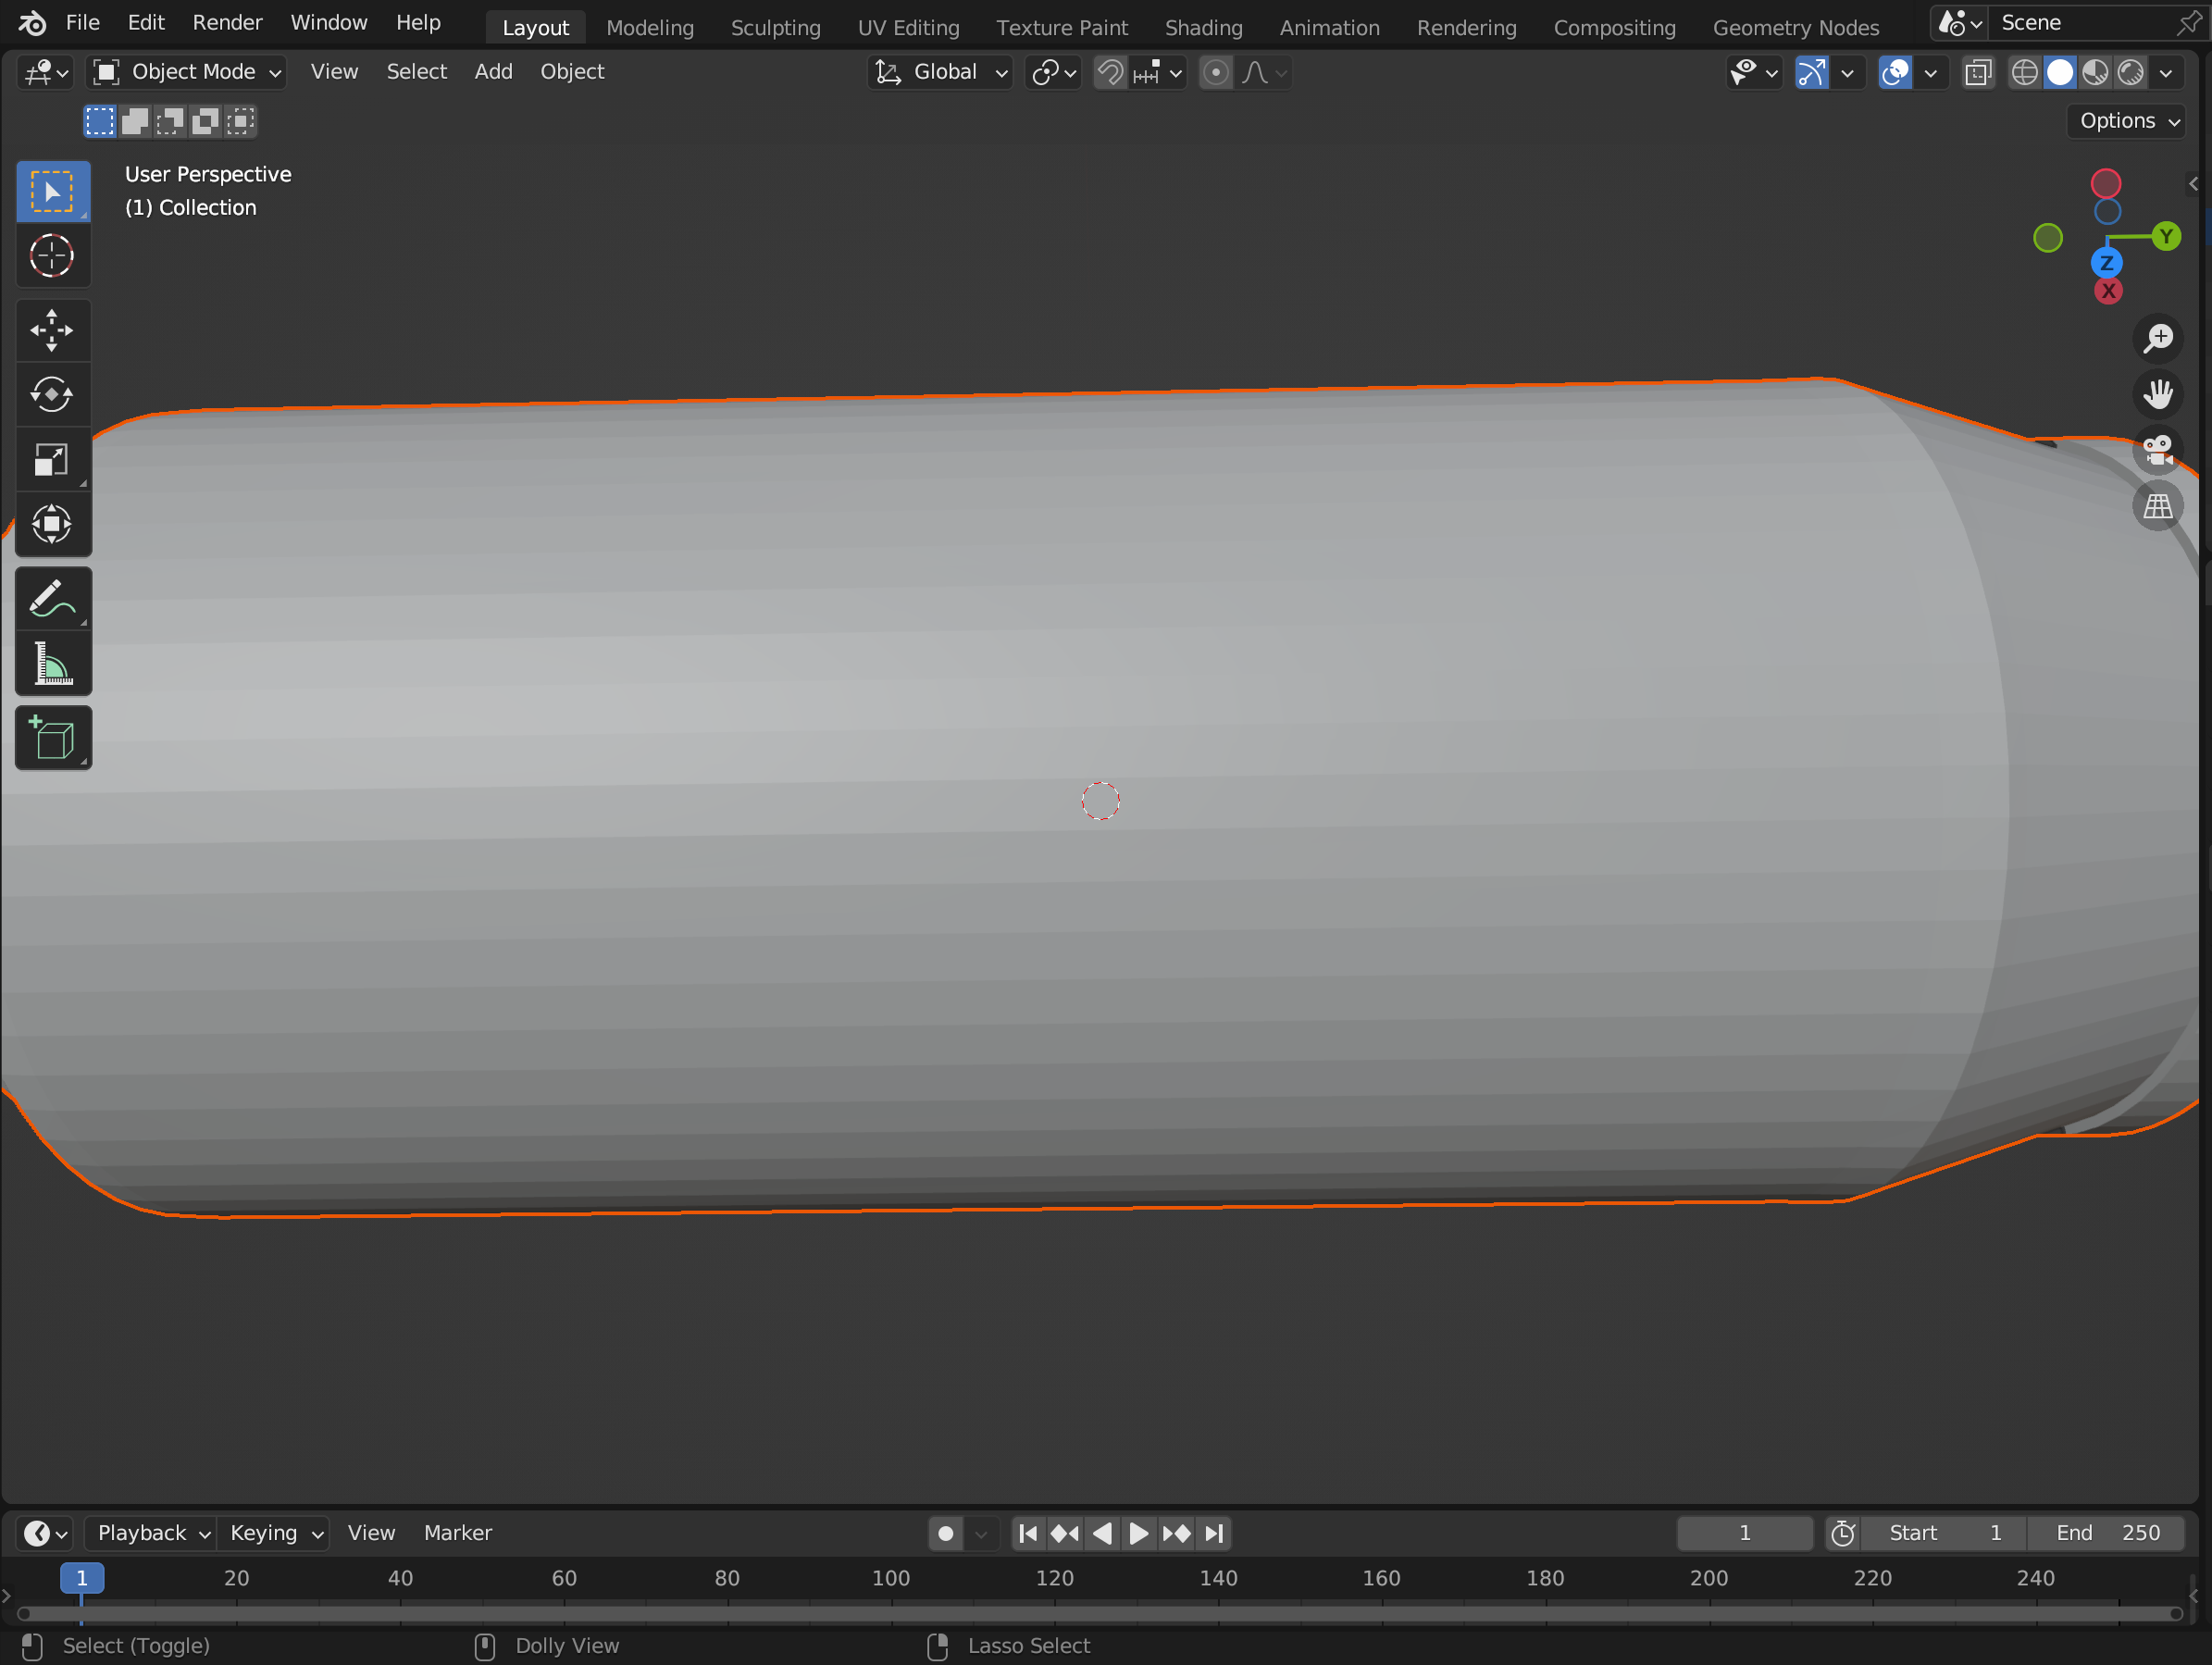 File Edit Render Window Help Layout Modeling Sculpting UV Editing Texture Paint Shading Animation Rendering Compositing Geometry Nodes Scene
Object Mode View Select Add Object Global
Options
User Perspective
(1) Collection
Y
Z
X
Playback Keying View Marker 1 Start 1 End 250
1 20 40 60 80 100 120 140 160 180 200 220 240
Select (Toggle) Dolly View Lasso Select